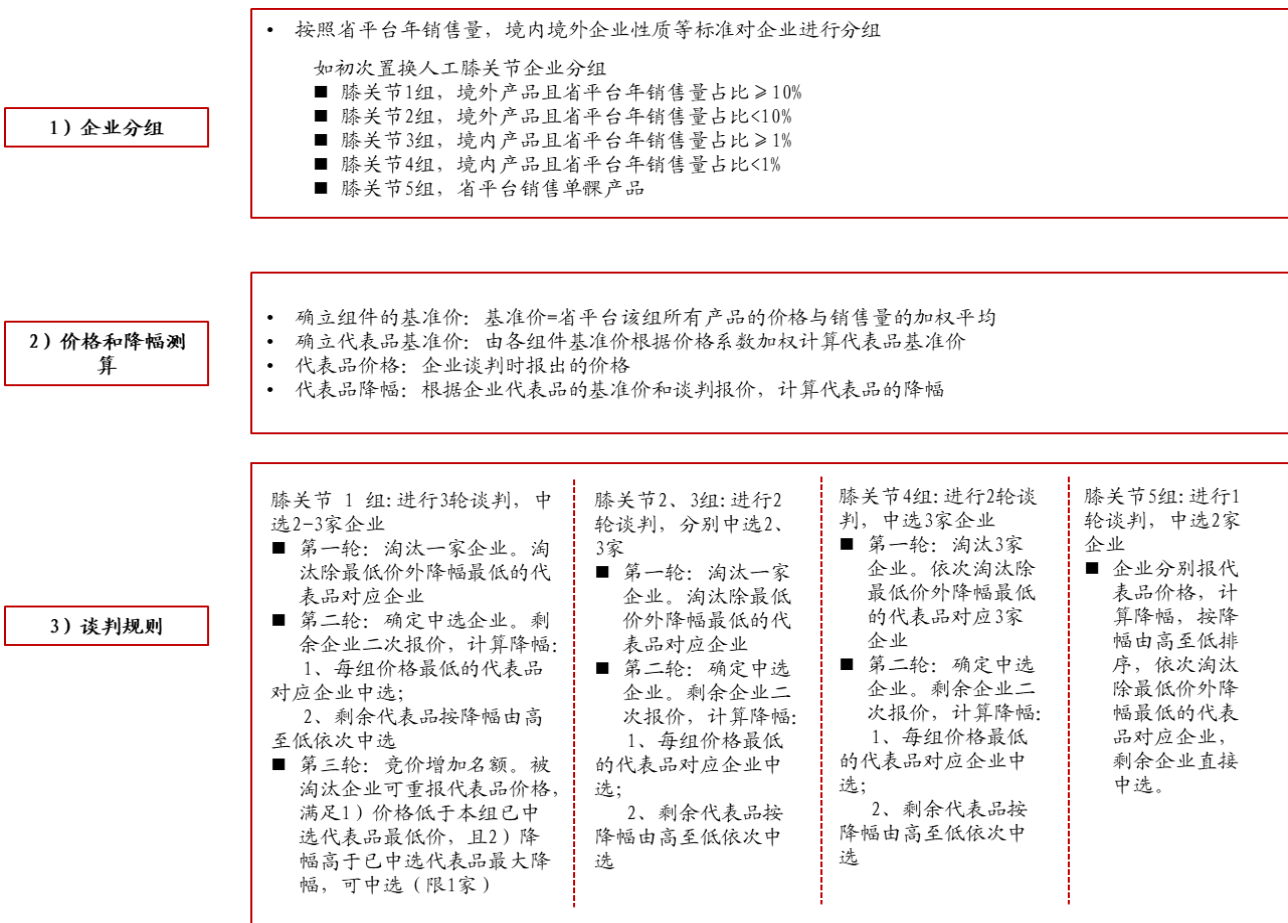 • 按照省平台年销售量，境内境外企业性质等标准对企业进行分组
如初次置换人工膝关节企业分组
■ 膝关节1组，境外产品且省平台年销售量占比≥10%
■ 膝关节2组，境外产品且省平台年销售量占比<10%
■ 膝关节3组，境内产品且省平台年销售量占比≥1%
■ 膝关节4组，境内产品且省平台年销售量占比<1%
■ 膝关节5组，省平台销售单髁产品
1）企业分组
• 确立组件的基准价：基准价=省平台该组所有产品的价格与销售量的加权平均
• 确立代表品基准价：由各组件基准价根据价格系数加权计算代表品基准价
• 代表品价格：企业谈判时报出的价格
• 代表品降幅：根据企业代表品的基准价和谈判报价，计算代表品的降幅
2）价格和降幅测
算
3）谈判规则
膝关节 1 组:进行3轮谈判，中
选2-3家企业
■ 第一轮：淘汰一家企业。淘
汰除最低价外降幅最低的代
表品对应企业
■ 第二轮：确定中选企业。剩
余企业二次报价，计算降幅：
1、每组价格最低的代表品
对应企业中选；
2、剩余代表品按降幅由高
至低依次中选
■ 第三轮：竞价增加名额。被
淘汰企业可重报代表品价格，
满足1）价格低于本组已中
选代表品最低价，且2）降
幅高于已中选代表品最大降
幅，可中选（限1家）
膝关节2、3组:进行2
轮谈判，分别中选2、
3家
■ 第一轮：淘汰一家
企业。淘汰除最低
价外降幅最低的代
表品对应企业
■ 第二轮：确定中选
企业。剩余企业二
次报价，计算降幅：
1、每组价格最低
的代表品对应企业中
选；
2、剩余代表品按
降幅由高至低依次中
选
膝关节4组:进行2轮谈
判，中选3家企业
■ 第一轮：淘汰3家
企业。依次淘汰除
最低价外降幅最低
的代表品对应3家
企业
■ 第二轮：确定中选
企业。剩余企业二
次报价，计算降幅：
1、每组价格最低
的代表品对应企业中
选；
2、剩余代表品按
降幅由高至低依次中
选
膝关节5组:进行1
轮谈判，中选2家
企业
■ 企业分别报代
表品价格，计
算降幅，按降
幅由高至低排
序，依次淘汰
除最低价外降
幅最低的代表
品对应企业，
剩余企业直接
中选。